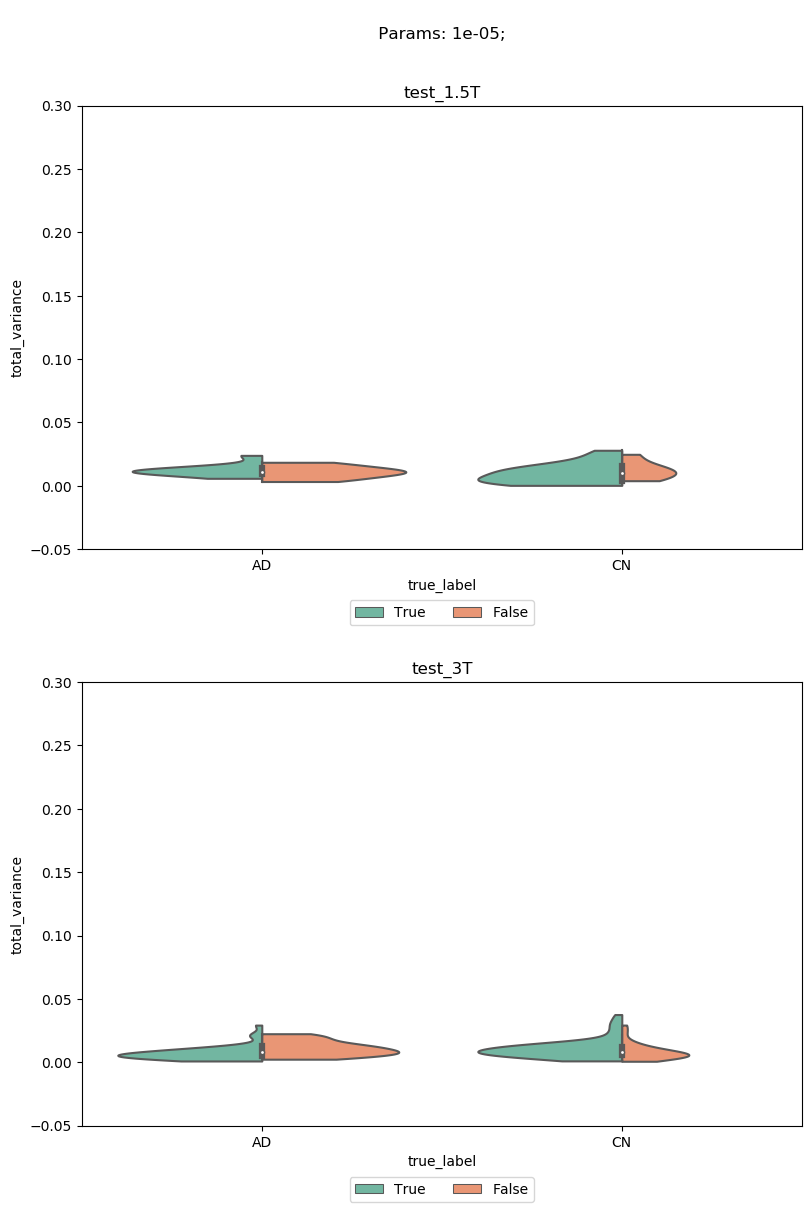 Params: 1e-05;
test_1.5T
0.30
0.25
0.20
0.15
0.10
0.05
0.00
−0.05
total_variance
AD CN
true_label
True False
test_3T
0.30
0.25
0.20
0.15
0.10
0.05
0.00
−0.05
total_variance
AD CN
true_label
True False